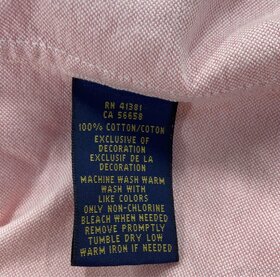 RN 41381
CA 56658
100% COTTON/COTON
EXCLUSIVE OF
DECORATION
EXCLUSIF DE LA
DECORATION
MACHINE WASH WARM
WASH WITH
LIKE COLORS
ONLY NON-CHLORINE
BLEACH WHEN NEEDED
REMOVE PROMPTLY
TUMBLE DRY LOW
WARM IRON IF NEEDED